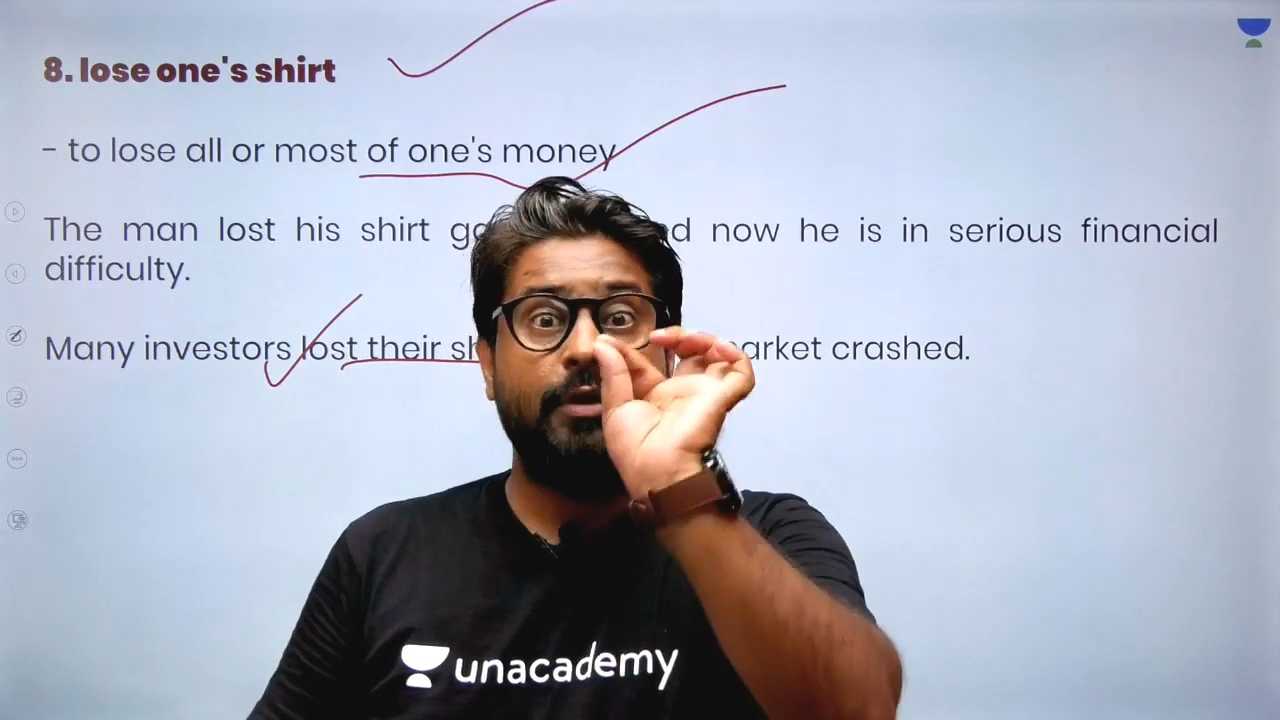 8. lose one's shirt
- to lose all or most of one's money
The man lost his shirt now he is in serious financial
difficulty.
Many investors lost their crashed.
unacademy